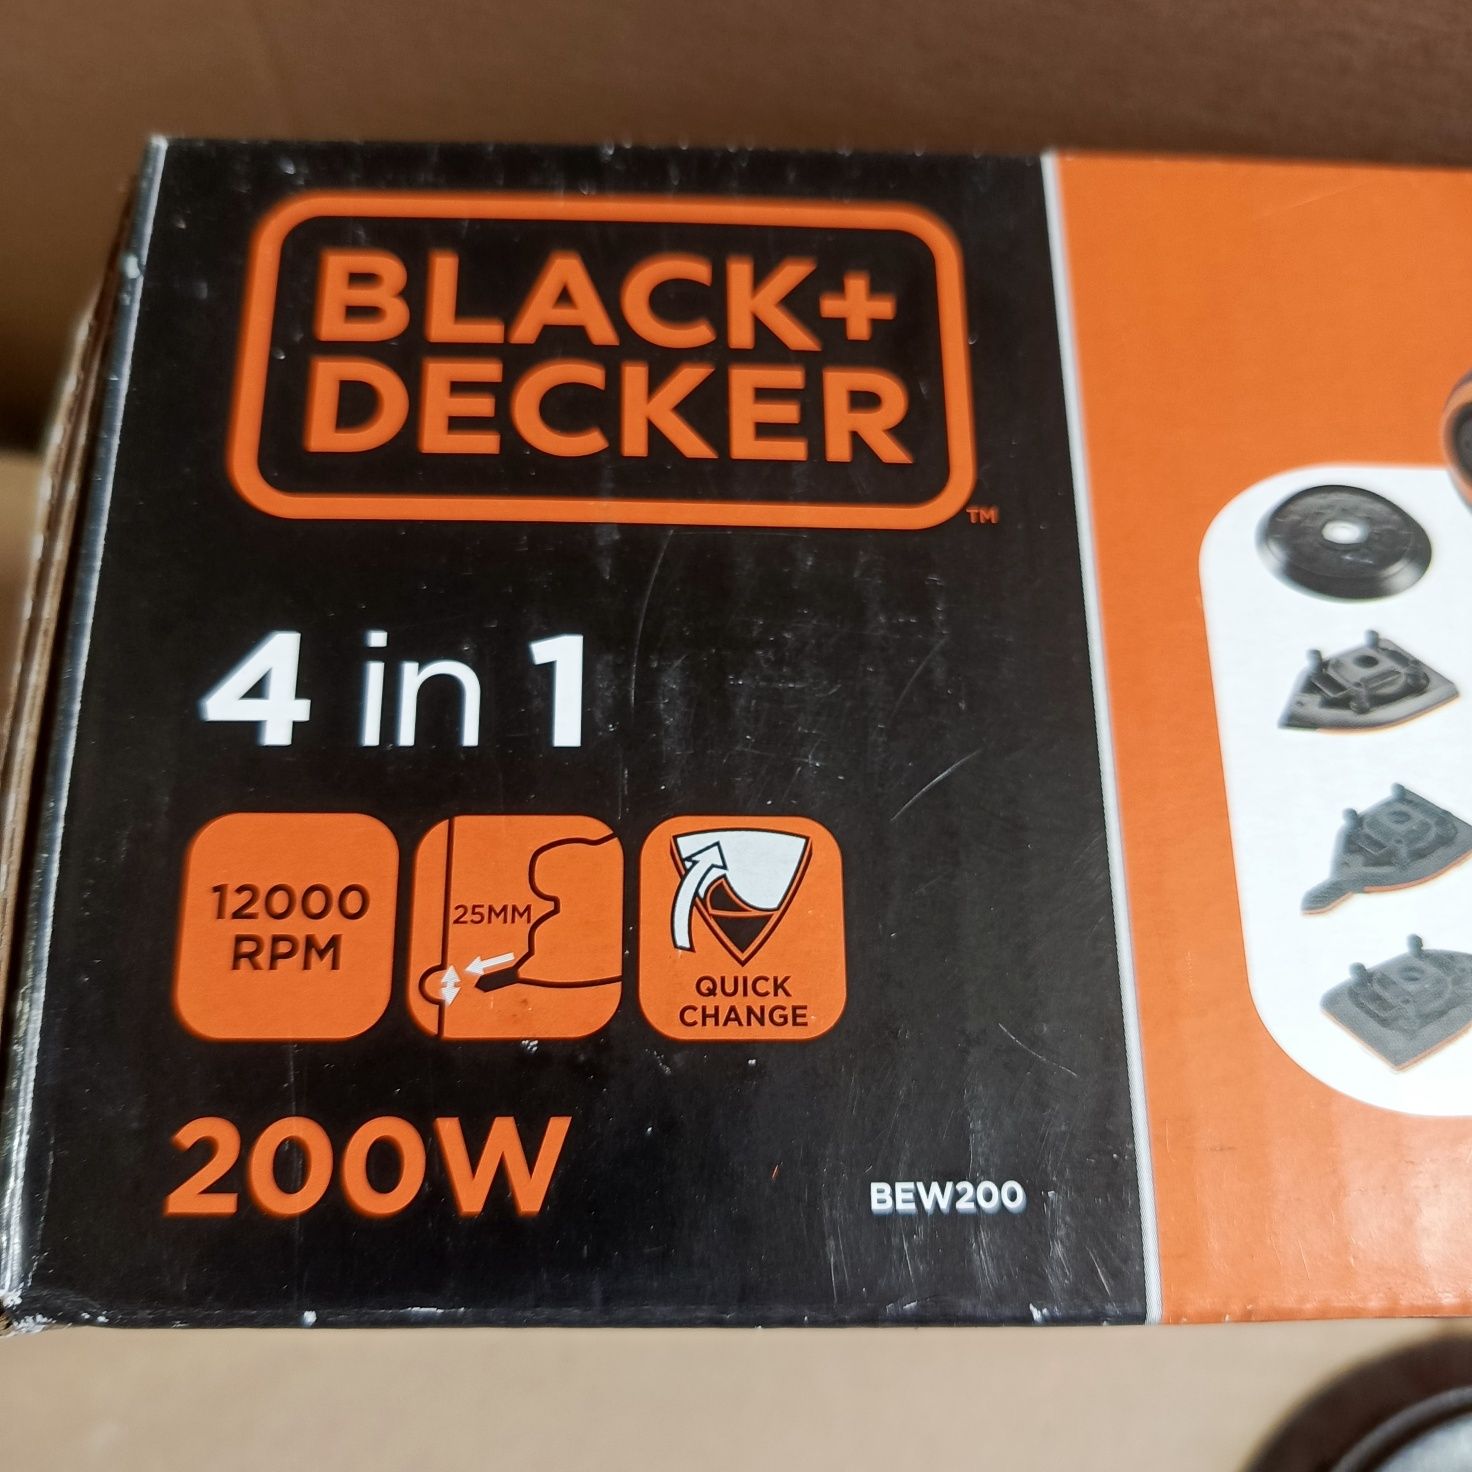 BLACK+
DECKER
TM
4 in 1
12000
RPM
25MM
QUICK
CHANGE
200W
BEW200